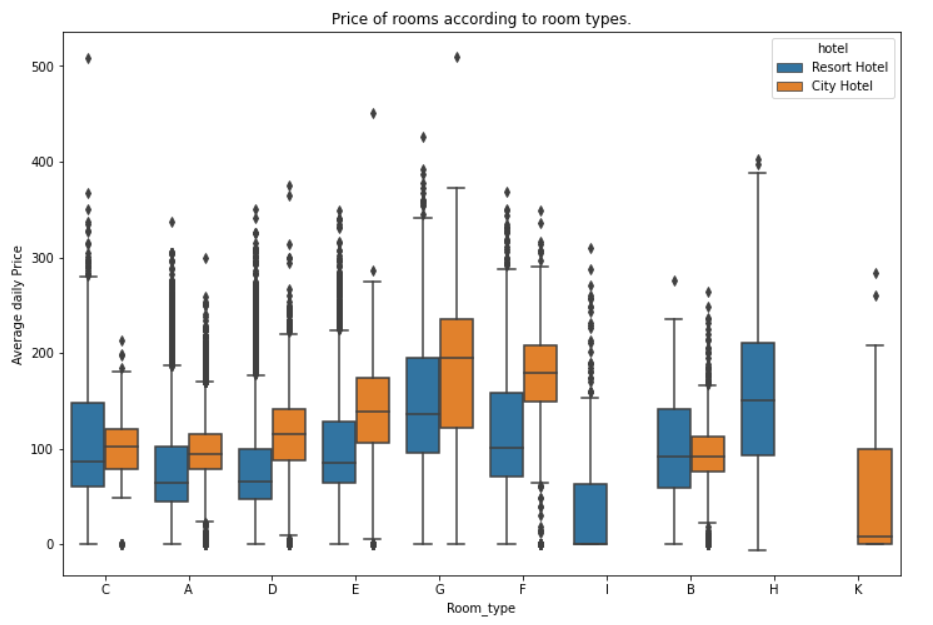 Price of rooms according to room types.
hotel
Resort Hotel
City Hotel
Average daily Price
500
400
300
200
100
0
C A D E G F I B H K
Room_type